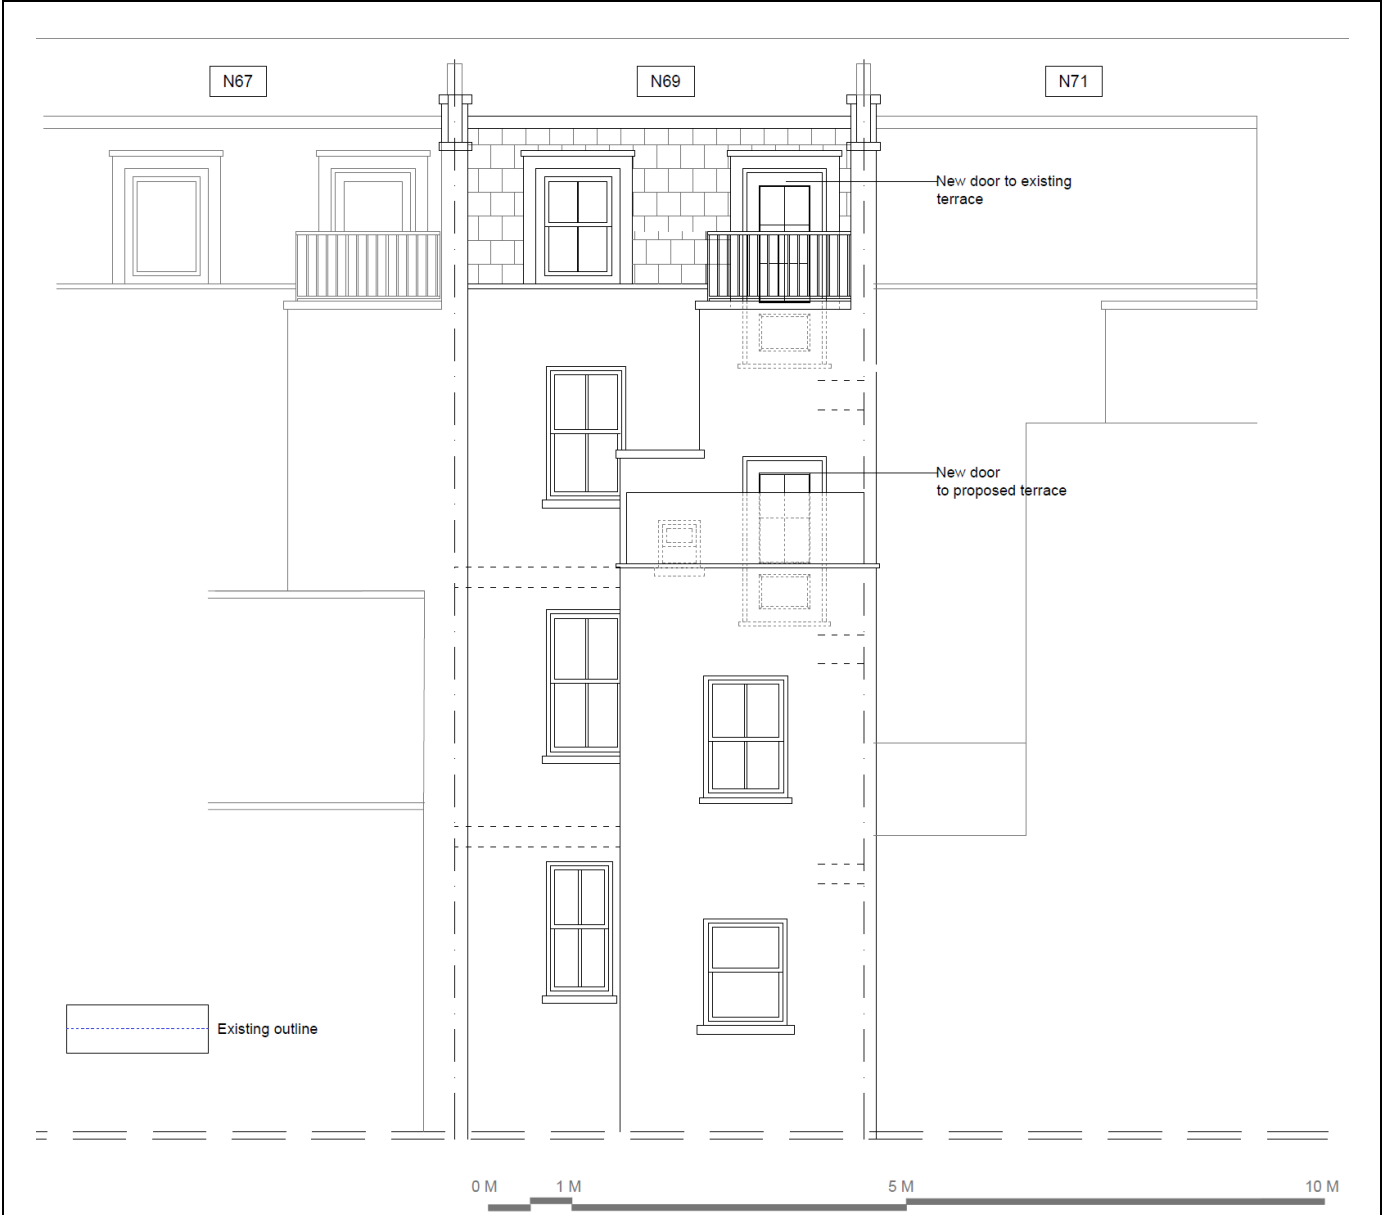 N67
N69
N71
New door to existing
terrace
New door
to proposed terrace
Existing outline
0 M 1 M 5 M 10 M